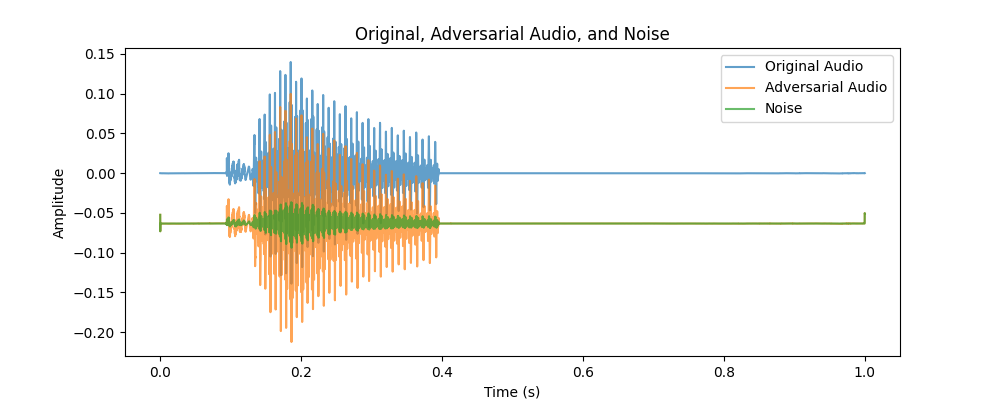 Original, Adversarial Audio, and Noise
Original Audio
Adversarial Audio
Noise
0.15
0.10
0.05
0.00
−0.05
−0.10
−0.15
−0.20
Amplitude
0.0
0.2
0.4
0.6
0.8
1.0
Time (s)